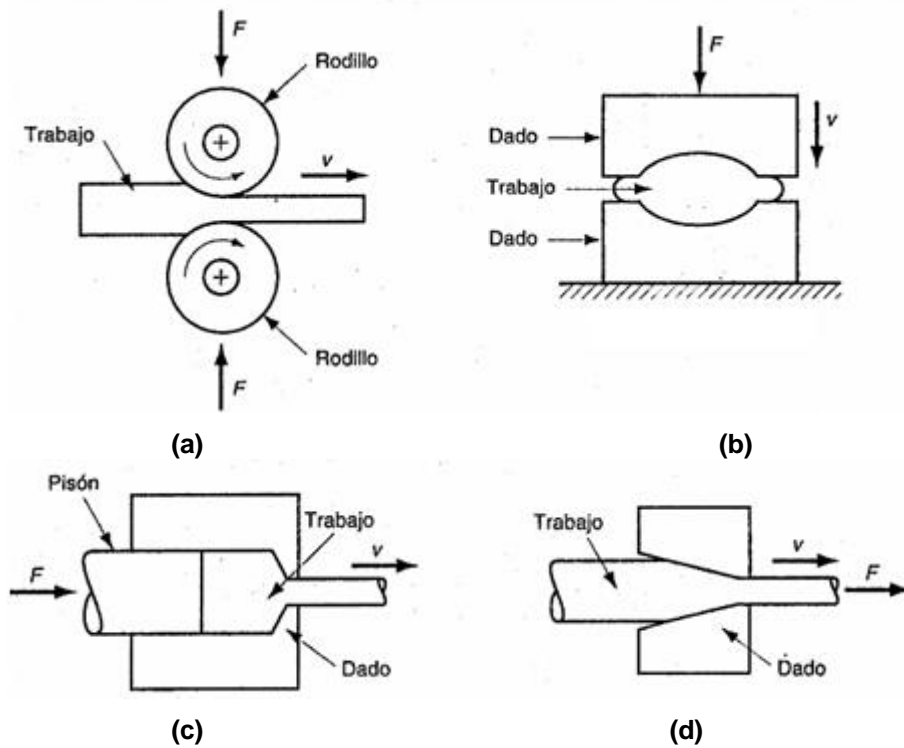 F
Rodillo
Trabajo
v
Rodillo
F
(a)
F
Dado
v
Trabajo
Dado
(b)
Pisón
Trabajo
v
F
Dado
(c)
Trabajo
v
F
Dado
(d)